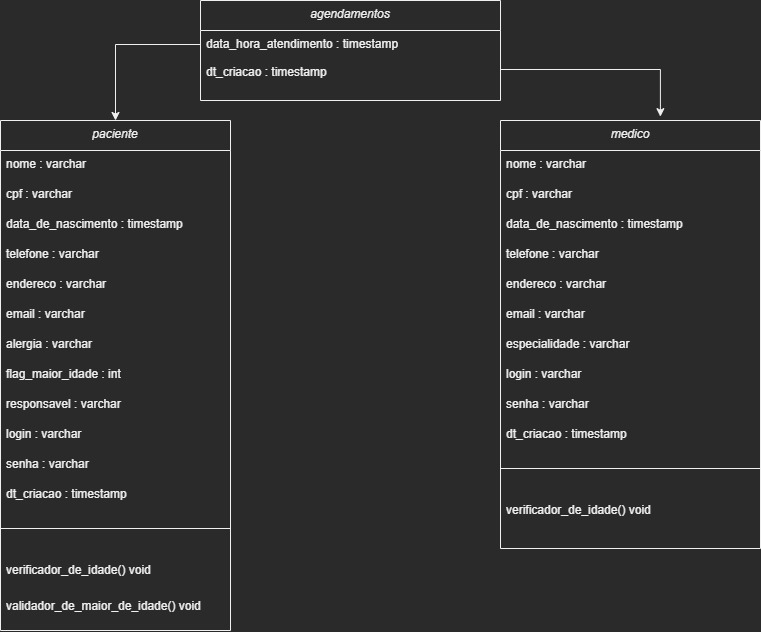 agendamentos
data_hora_atendimento : timestamp
dt_criacao : timestamp
paciente
nome : varchar
cpf : varchar
data_de_nascimento : timestamp
telefone : varchar
endereco : varchar
email : varchar
alergia : varchar
flag_maior_idade : int
responsavel : varchar
login : varchar
senha : varchar
dt_criacao : timestamp
verificador_de_idade() void
validador_de_maior_de_idade() void
medico
nome : varchar
cpf : varchar
data_de_nascimento : timestamp
telefone : varchar
endereco : varchar
email : varchar
especialidade : varchar
login : varchar
senha : varchar
dt_criacao : timestamp
verificador_de_idade() void